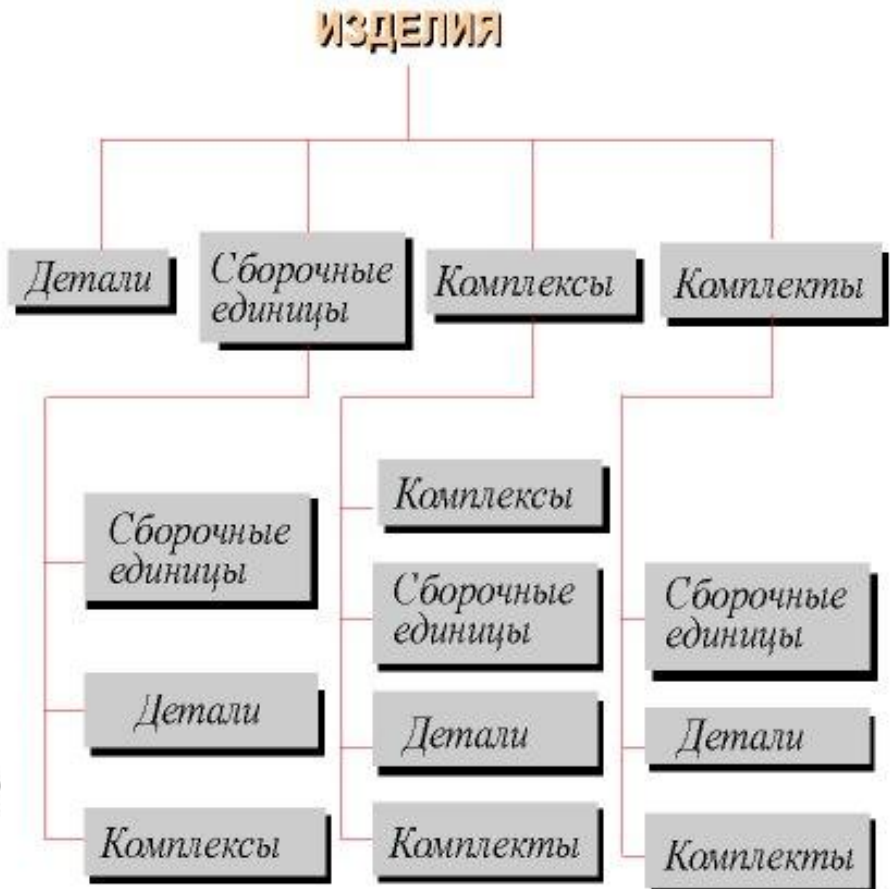 ИЗДЕЛИЯ
Детали
Сборочные
единицы
Комплексы
Комплекты
Сборочные
единицы
Детали
Комплексы
Комплексы
Сборочные
единицы
Детали
Комплекты
Сборочные
единицы
Детали
Комплекты